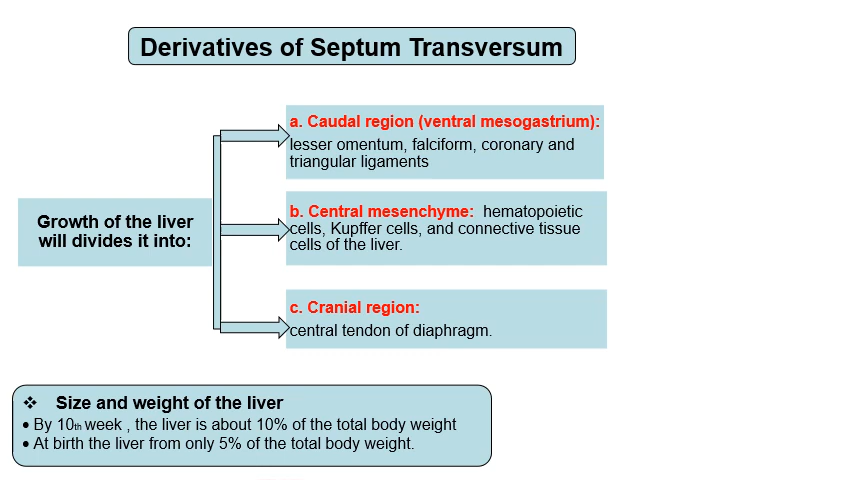 Derivatives of Septum Transversum
a. Caudal region (ventral mesogastrium):
lesser omentum, falciform, coronary and
triangular ligaments
Growth of the liver
will divides it into:
b. Central mesenchyme: hematopoietic
cells, Kupffer cells, and connective tissue
cells of the liver.
c. Cranial region:
central tendon of diaphragm.
❖ Size and weight of the liver
• By 10th week , the liver is about 10% of the total body weight
• At birth the liver from only 5% of the total body weight.